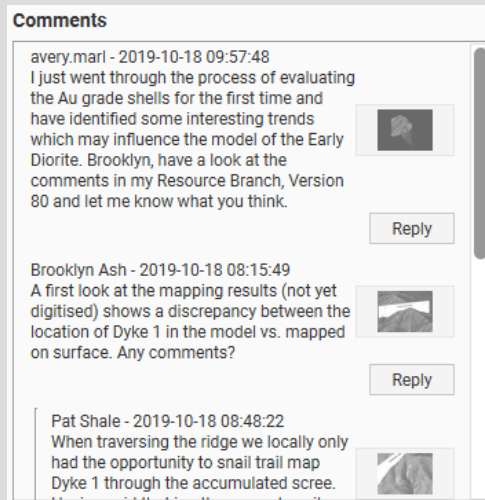 Comments
avery.marl - 2019-10-18 09:57:48
I just went through the process of evaluating
the Au grade shells for the first time and
have identified some interesting trends
which may influence the model of the Early
Diorite. Brooklyn, have a look at the
comments in my Resource Branch, Version
80 and let me know what you think.
Reply
Brooklyn Ash - 2019-10-18 08:15:49
A first look at the mapping results (not yet
digitised) shows a discrepancy between the
location of Dyke 1 in the model vs. mapped
on surface. Any comments?
Reply
Pat Shale - 2019-10-18 08:48:22
When traversing the ridge we locally only
had the opportunity to snail trail map
Dyke 1 through the accumulated scree.